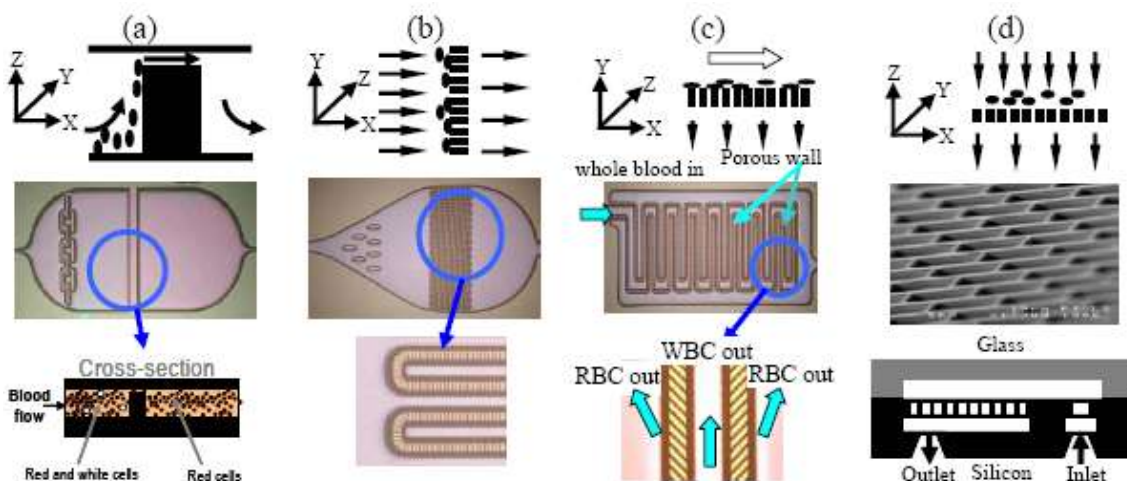 (a)
(b)
(c)
(d)
Z
Y
X
Y
Z
X
Y
Z
X
Z
Y
X
whole blood in
Porous wall
Cross-section
Blood
flow
Red and white cells
Red cells
WBC out
RBC out
RBC out
Glass
Outlet
Silicon
Inlet